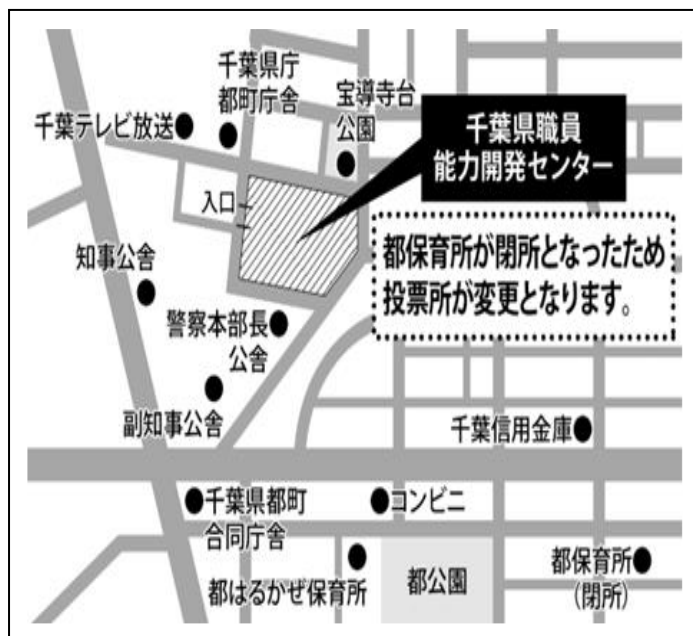 千葉県庁
都町庁舎
宝導寺台
公園
千葉テレビ放送
千葉県職員
能力開発センター
入口
都保育所が閉所となったため
投票所が変更となります。
知事公舎
警察本部長
公舎
副知事公舎
千葉信用金庫
千葉県都町
合同庁舎
コンビニ
都はるかぜ保育所
都公園
都保育所
(閉所)